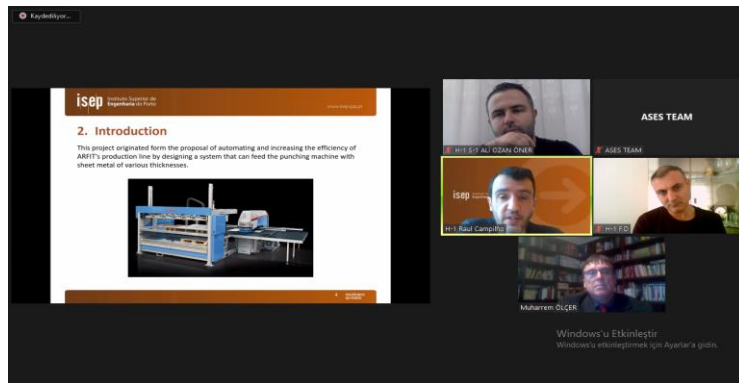 Kaydediliyor...
isep Instituto Superior de
Engenharia do Porto
2. Introduction
This project originated form the proposal of automating and increasing the efficiency of
ARFIT's production line by designing a system that can feed the punching machine with
sheet metal of various thicknesses.
H-1 S-1 ALİ OZAN ÖNER
ASES TEAM
ASES TEAM
isep
H-1 Raul Campilho
H-1 F.D
Muharrem ÖLÇER
Windows'u Etkinleştir
Windows'u etkinleştirmek için Ayarlar'a gidin.